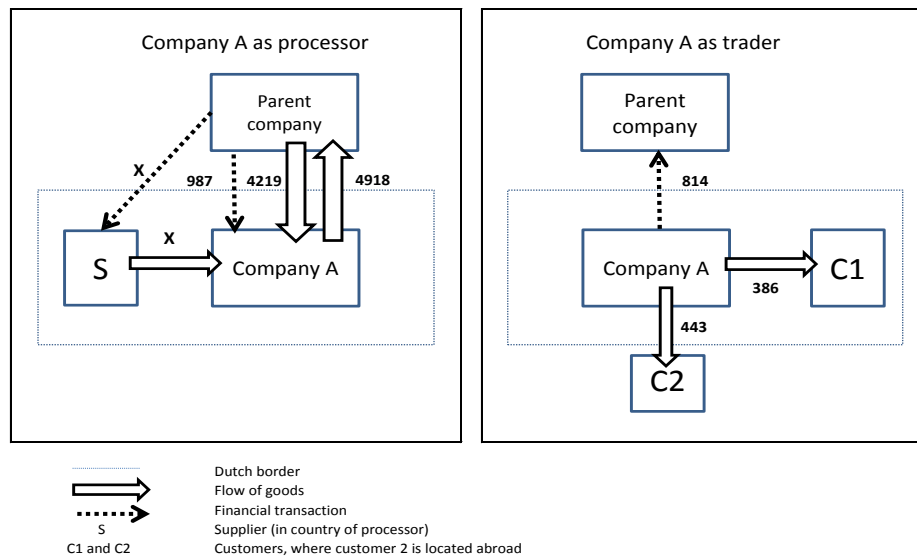 Company A as processor
Parent
company
X
987
4219
4918
X
S
Company A
Company A as trader
Parent
company
814
Company A
C1
386
443
C2
Dutch border
Flow of goods
Financial transaction
S Supplier (in country of processor)
C1 and C2 Customers, where customer 2 is located abroad